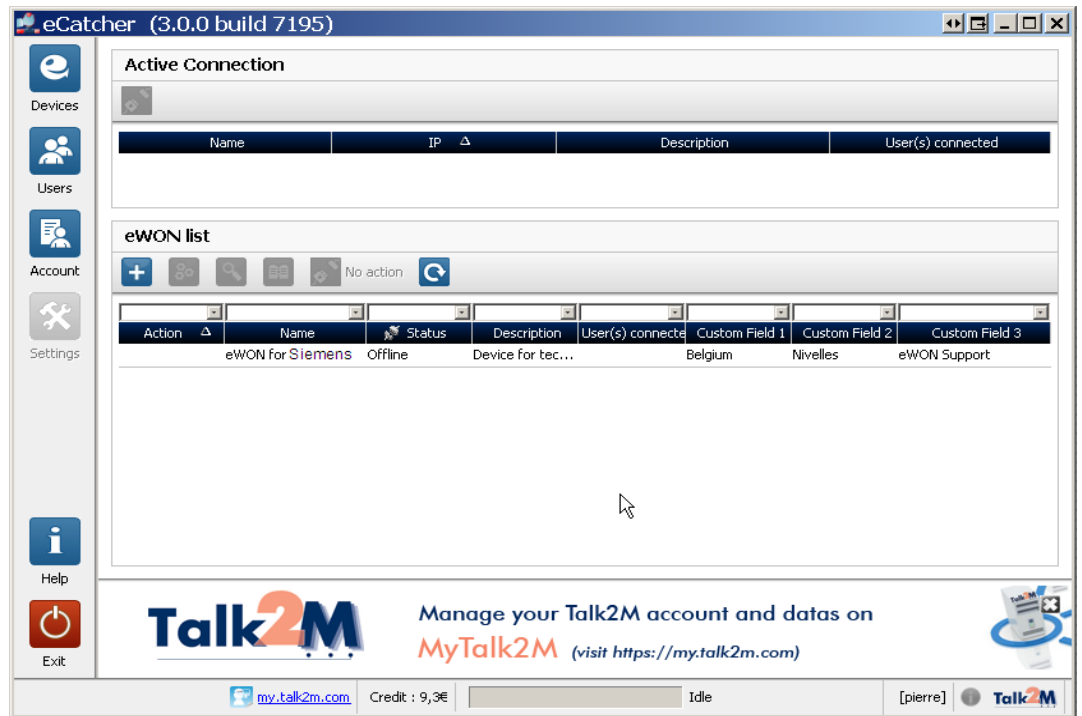 eCatcher (3.0.0 build 7195)
Devices
Users
Account
Settings
Help
Exit
Active Connection
Name IP Description User(s) connected
eWON list
No action
Action Name Status Description User(s) connecte Custom Field 1 Custom Field 2 Custom Field 3
eWON for Siemens Offline Device for tec... Belgium Nivelles eWON Support
Talk2M
Manage your Talk2M account and datas on
MyTalk2M (visit https://my.talk2m.com)
Talk2M
my.talk2m.com Credit : 9,3€ Idle [pierre] Talk2M